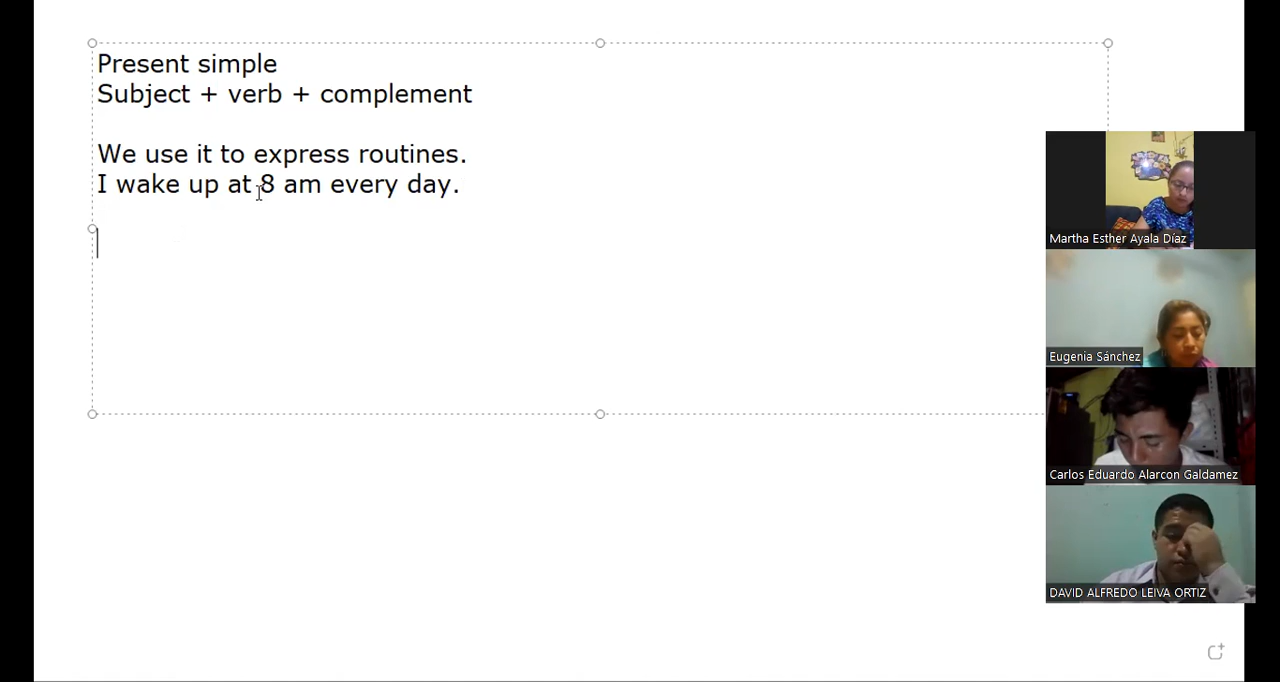 Present simple
Subject + verb + complement
We use it to express routines.
I wake up at 8 am every day.
Martha Esther Ayala Díaz
Eugenia Sánchez
Carlos Eduardo Alarcon Galdamez
DAVID ALFREDO LEIVA ORTIZ